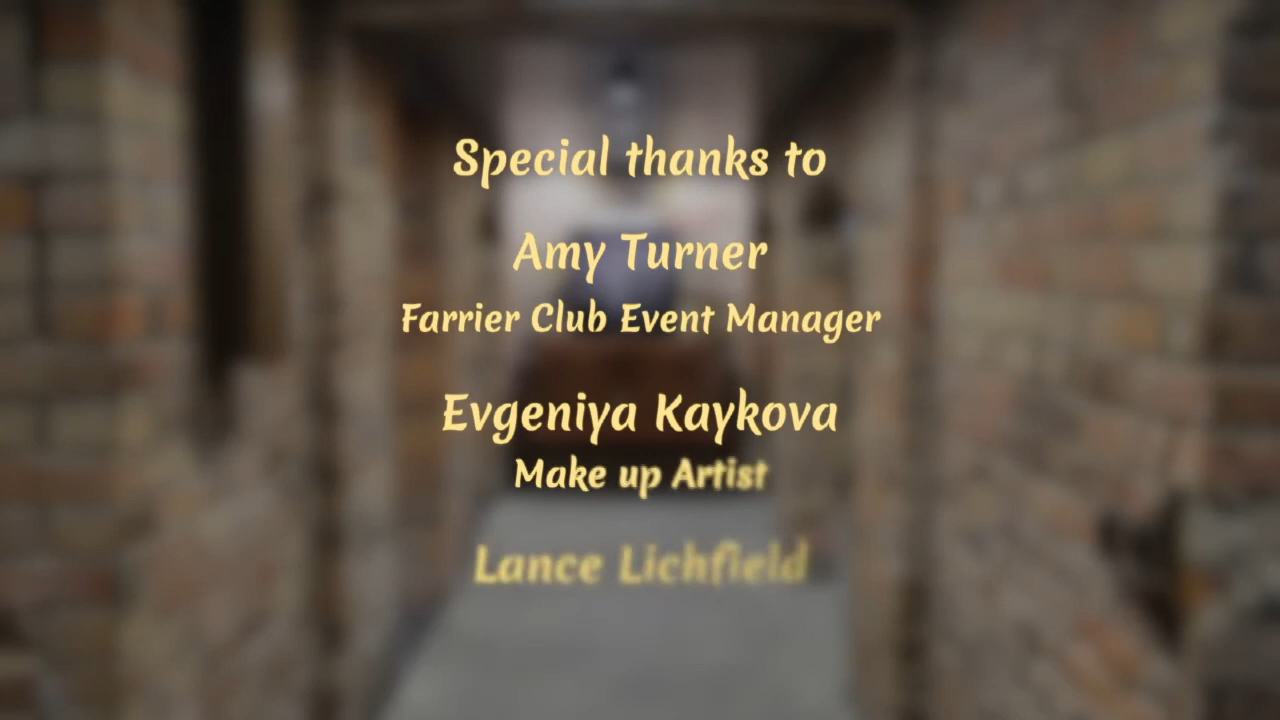 Special thanks to
Amy Turner
Farrier Club Event Manager
Evgeniya Kaykova
Make up Artist
Lance Lichfield